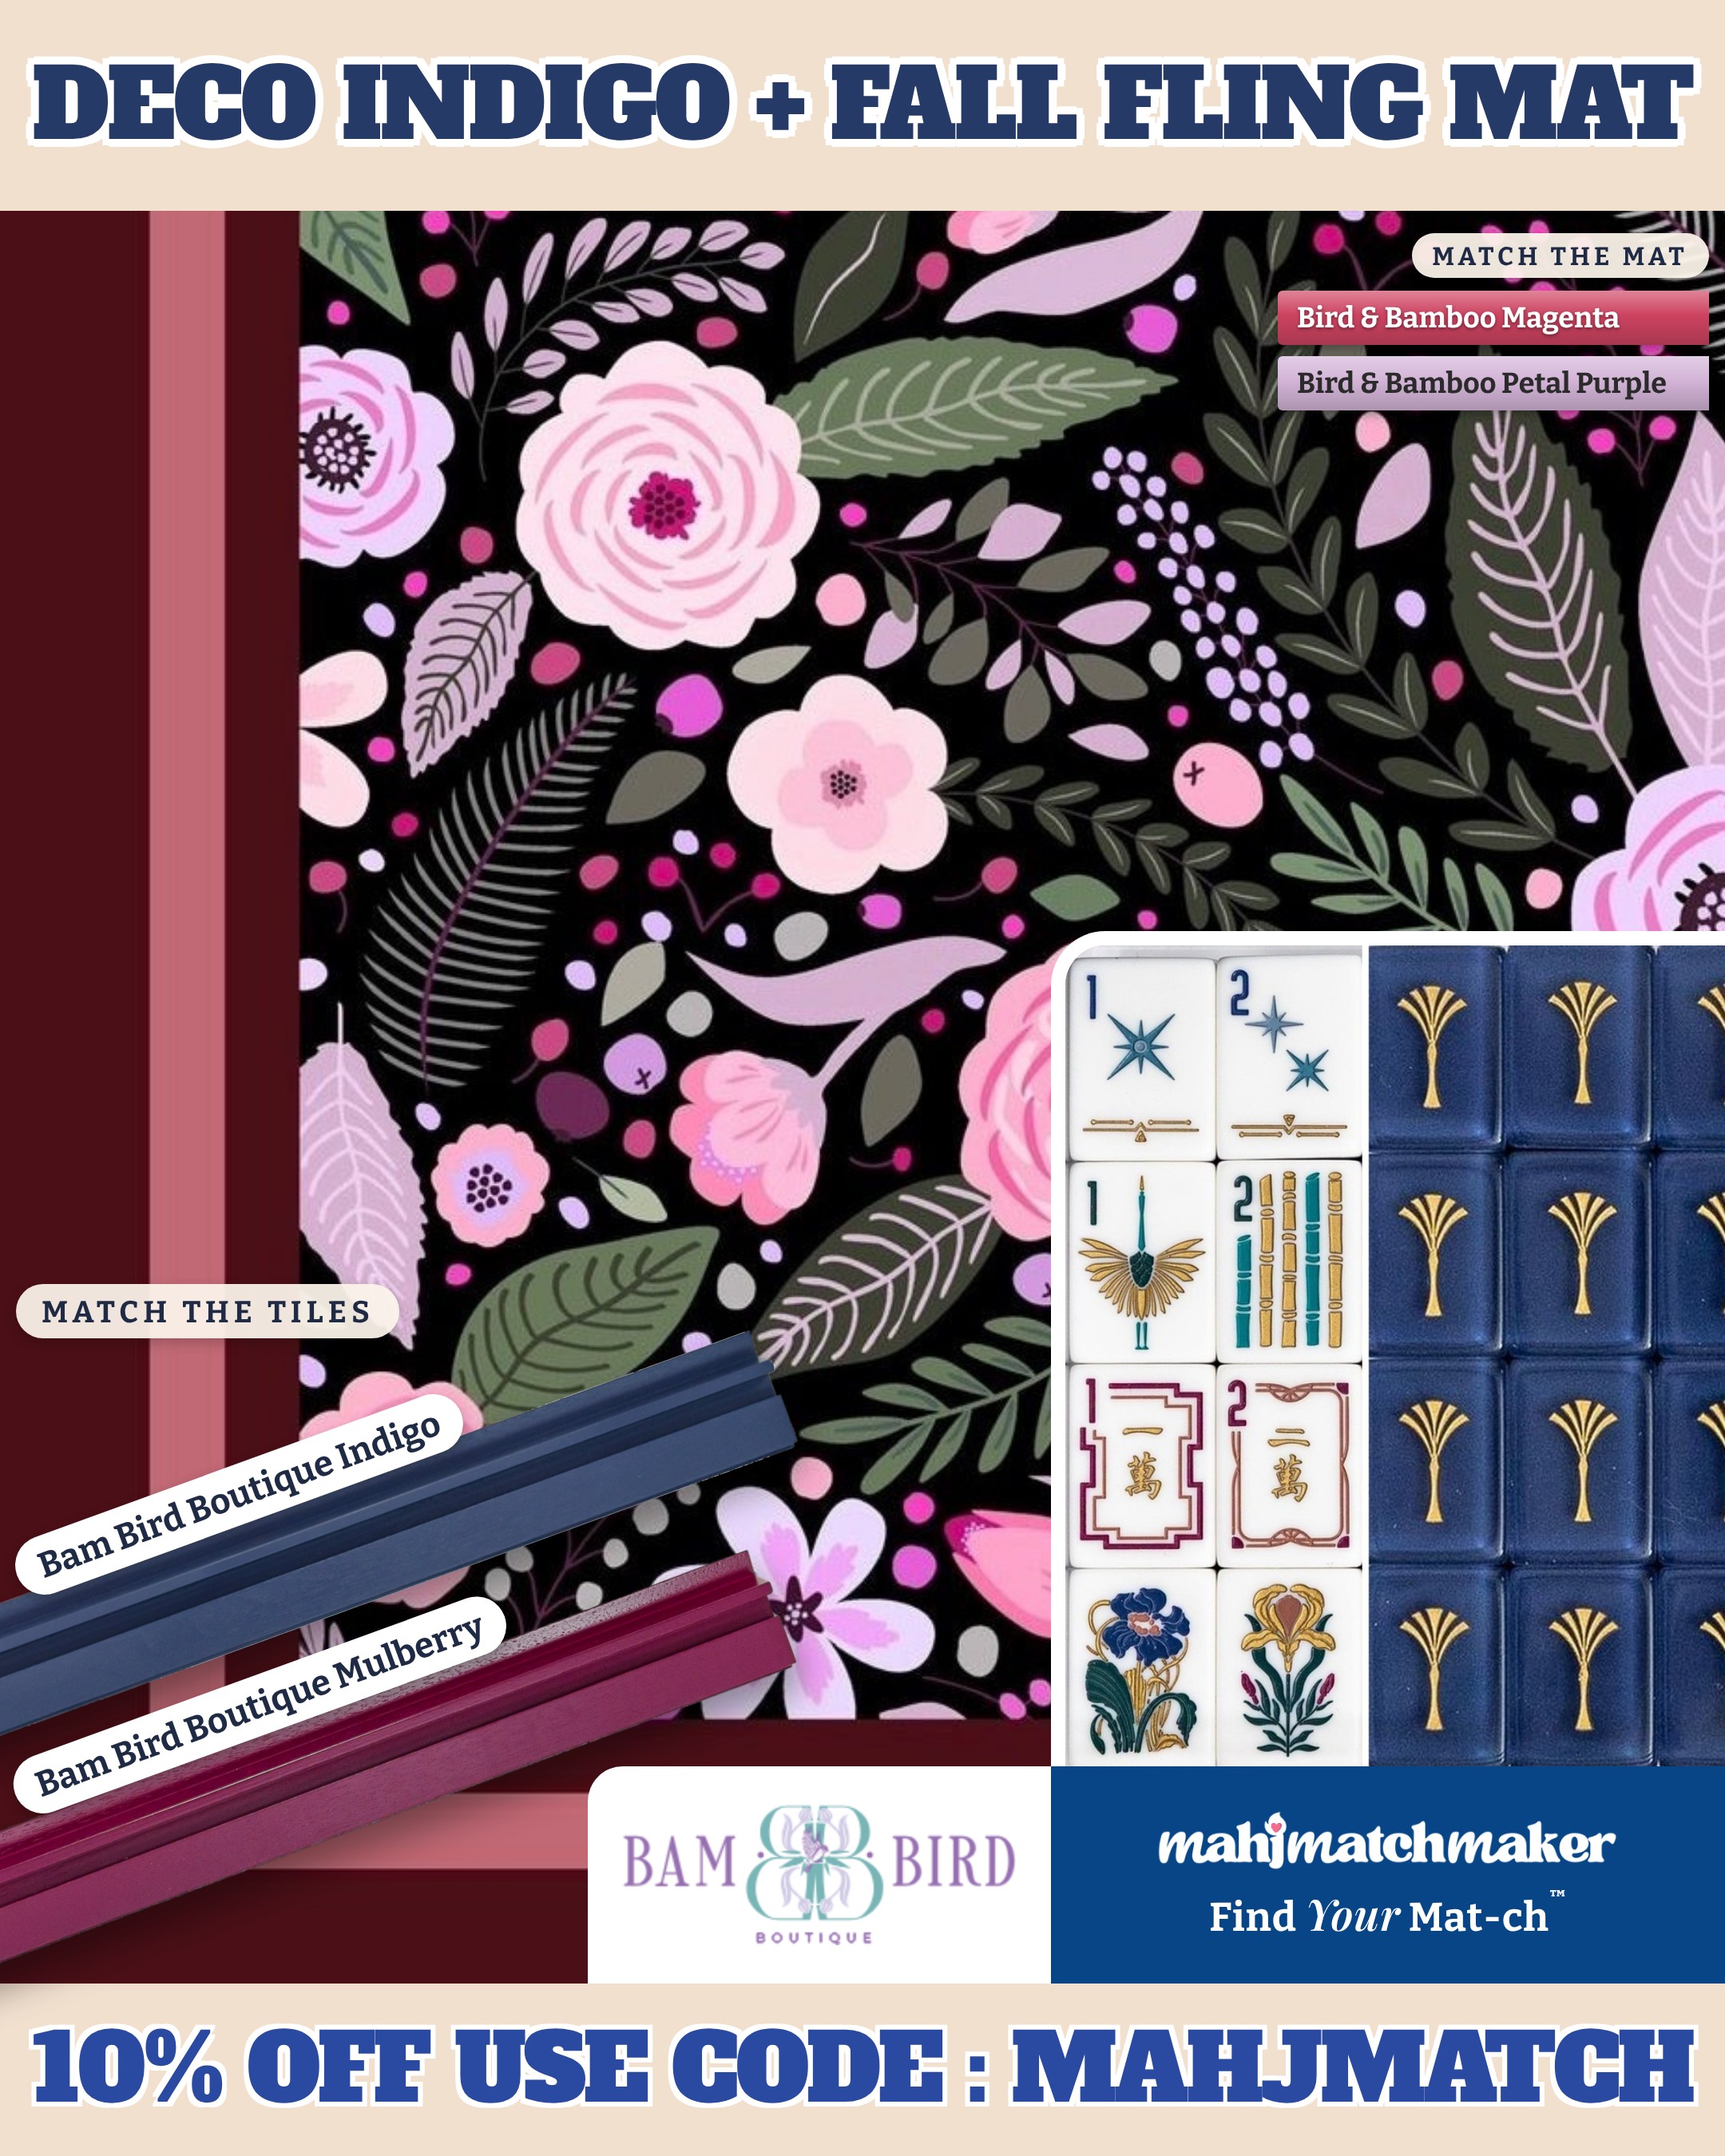 DECO INDIGO + FALL FLING MAT
MATCH THE MAT
Bird & Bamboo Magenta
Bird & Bamboo Petal Purple
1
2
1
2
1
一
萬
2
二
萬
MATCH THE TILES
Bam Bird Boutique Indigo
Bam Bird Boutique Mulberry
BAM BIRD
BOUTIQUE
mahjmatchmaker
Find Your Mat-ch™
10% OFF USE CODE : MAHJMATCH